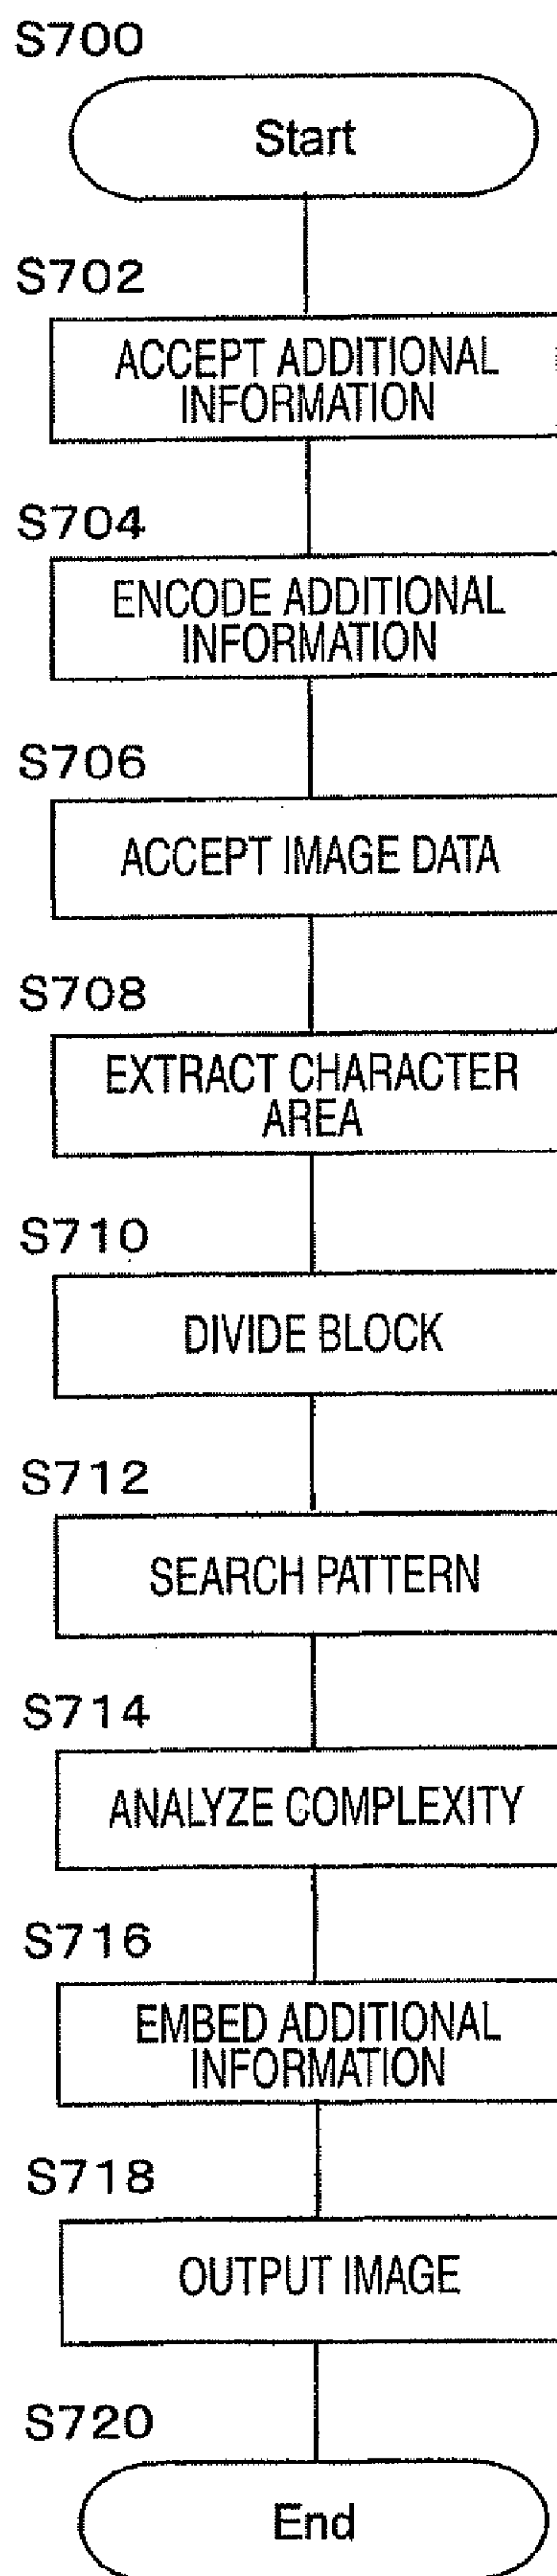 S700
Start
S702
ACCEPT ADDITIONAL
INFORMATION
S704
ENCODE ADDITIONAL
INFORMATION
S706
ACCEPT IMAGE DATA
S708
EXTRACT CHARACTER
AREA
S710
DIVIDE BLOCK
S712
SEARCH PATTERN
S714
ANALYZE COMPLEXITY
S716
EMBED ADDITIONAL
INFORMATION
S718
OUTPUT IMAGE
S720
End